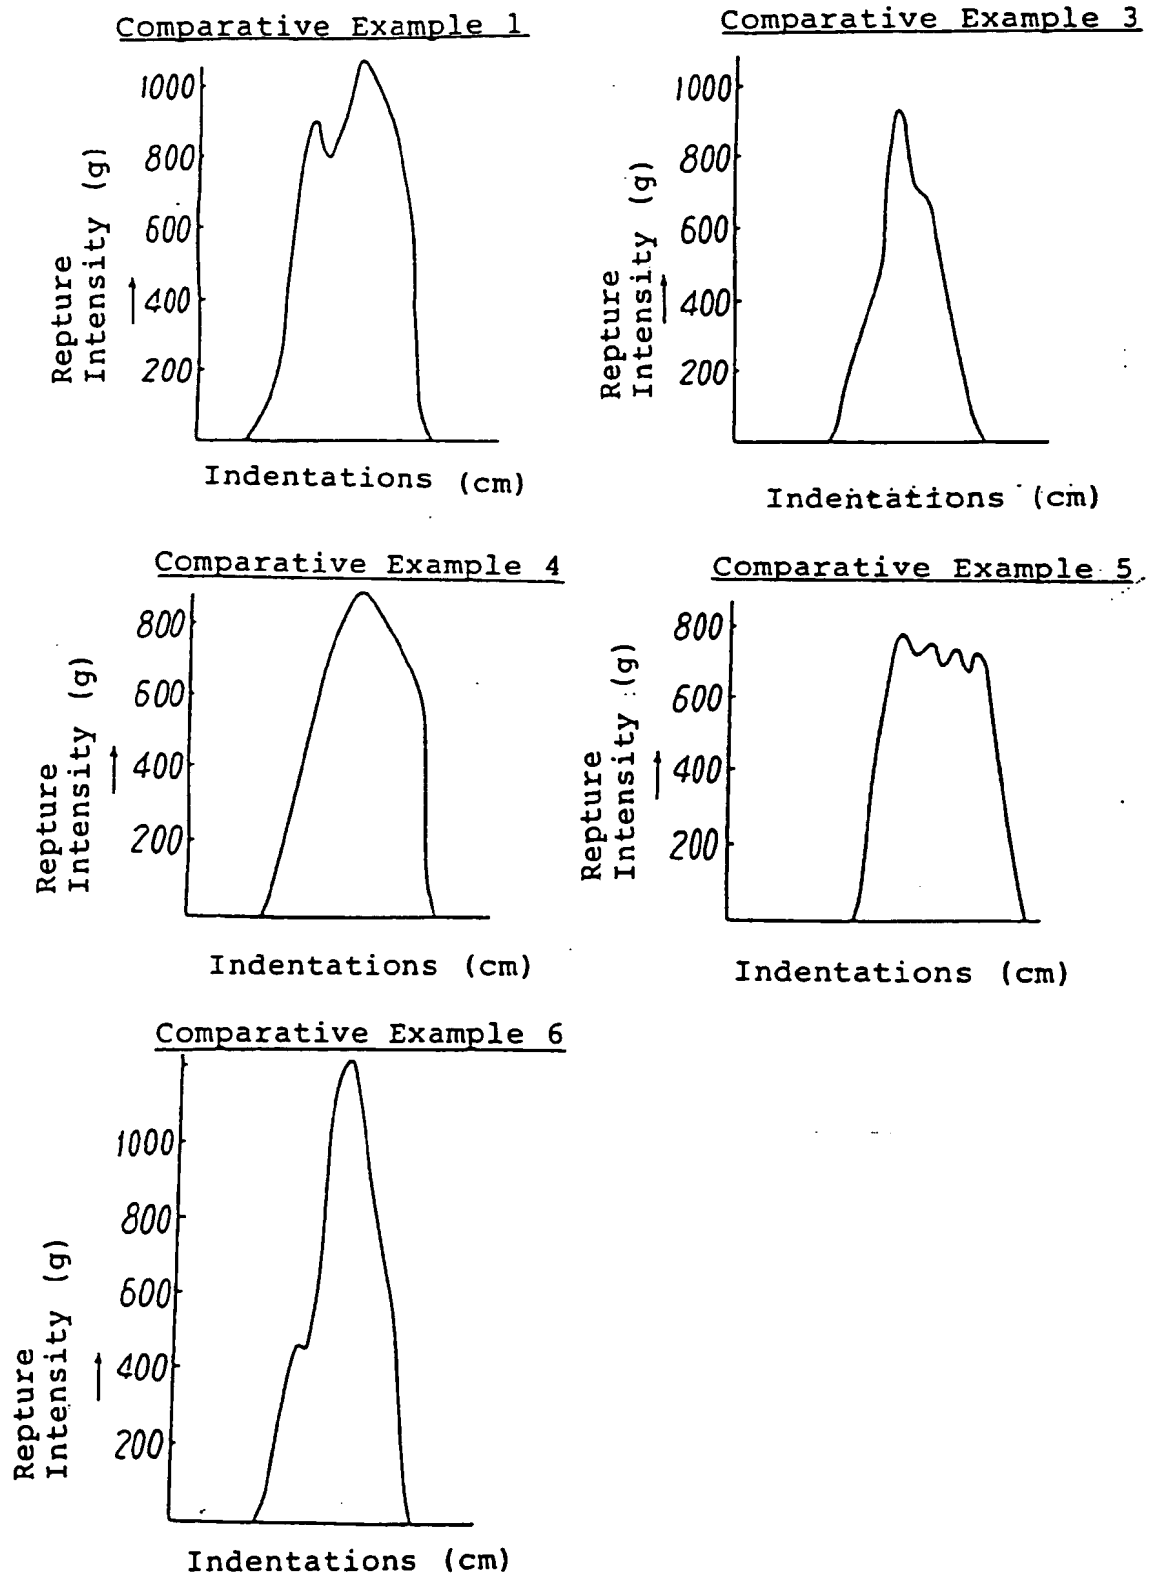 Comparative Example 1
1000
800
600
400
200
Repture
Intensity (g)
Indentations (cm)
Comparative Example 3
1000
800
600
400
200
Repture
Intensity (g)
Indentations (cm)
Comparative Example 4
800
600
400
200
Repture
Intensity (g)
Indentations (cm)
Comparative Example 5
800
600
400
200
Repture
Intensity (g)
Indentations (cm)
Comparative Example 6
1000
800
600
400
200
Repture
Intensity (g)
Indentations (cm)